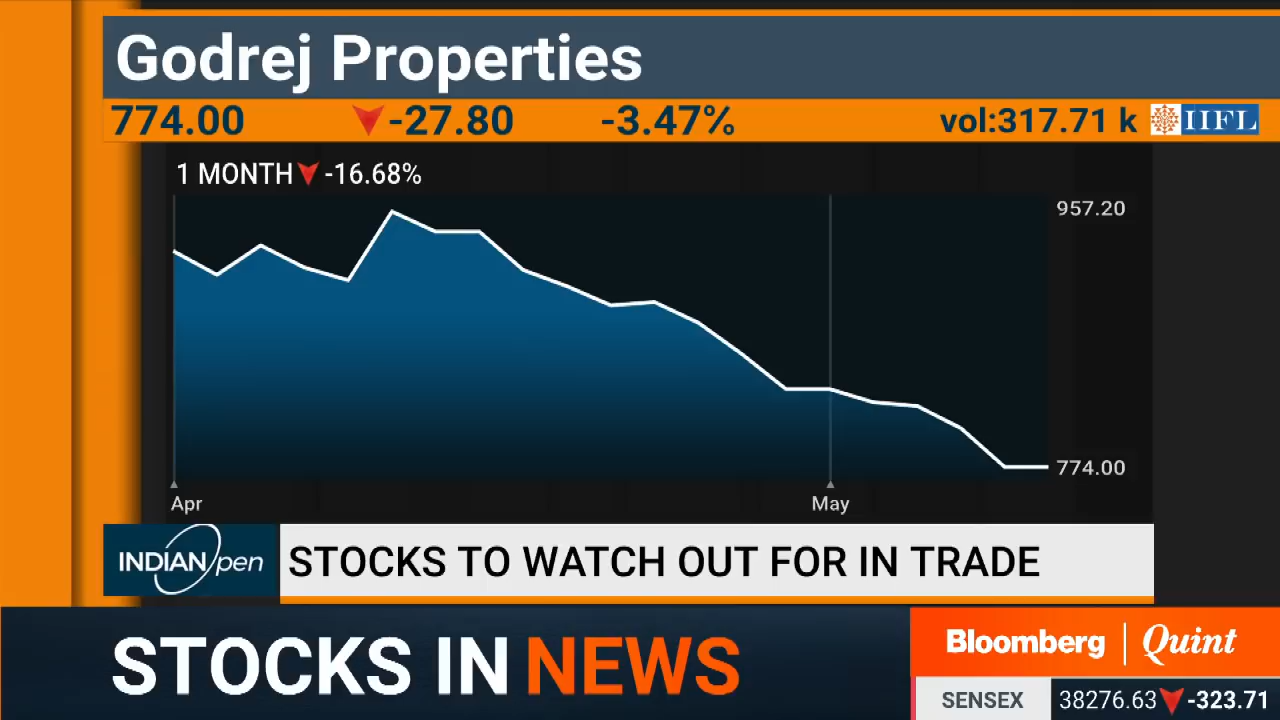 Godrej Properties
774.00 -27.80 -3.47% vol:317.71 k IIFL
1 MONTH -16.68%
957.20
774.00
Apr May
INDIAN Open STOCKS TO WATCH OUT FOR IN TRADE
STOCKS IN NEWS
Bloomberg | Quint
SENSEX 38276.63 -323.71